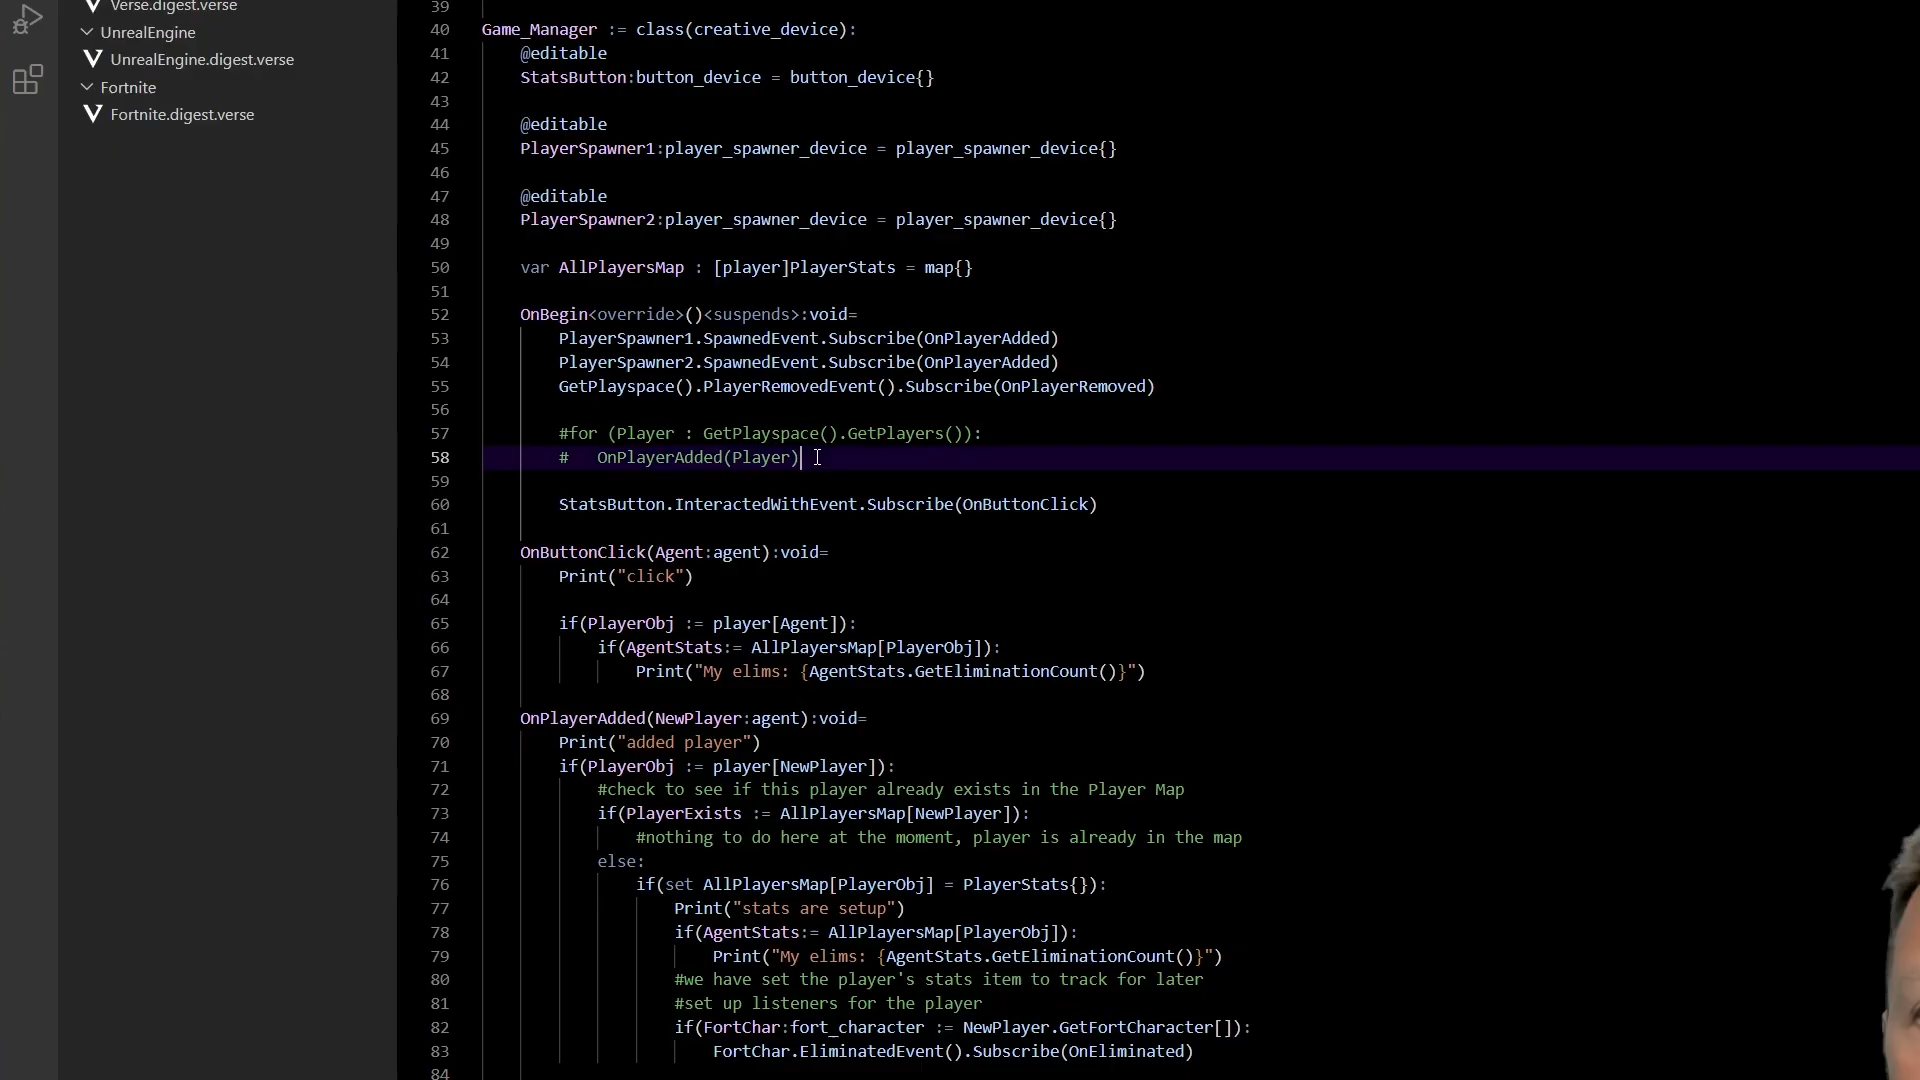 Verse.digest.verse
UnrealEngine
UnrealEngine.digest.verse
Fortnite
Fortnite.digest.verse
39
40 Game_Manager := class(creative_device):
41 @editable
42 StatsButton:button_device = button_device{}
43
44 @editable
45 PlayerSpawner1:player_spawner_device = player_spawner_device{}
46
47 @editable
48 PlayerSpawner2:player_spawner_device = player_spawner_device{}
49
50 var AllPlayersMap : [player]PlayerStats = map{}
51
52 OnBegin<override>()<suspends>:void=
53 PlayerSpawner1.SpawnedEvent.Subscribe(OnPlayerAdded)
54 PlayerSpawner2.SpawnedEvent.Subscribe(OnPlayerAdded)
55 GetPlayspace().PlayerRemovedEvent().Subscribe(OnPlayerRemoved)
56
57 #for (Player : GetPlayspace().GetPlayers()):
58 #   OnPlayerAdded(Player)
59
60 StatsButton.InteractedWithEvent.Subscribe(OnButtonClick)
61
62 OnButtonClick(Agent:agent):void=
63 Print("click")
64
65 if(PlayerObj := player[Agent]):
66 if(AgentStats:= AllPlayersMap[PlayerObj]):
67 Print("My elims: {AgentStats.GetEliminationCount()}")
68
69 OnPlayerAdded(NewPlayer:agent):void=
70 Print("added player")
71 if(PlayerObj := player[NewPlayer]):
72 #check to see if this player already exists in the Player Map
73 if(PlayerExists := AllPlayersMap[NewPlayer]):
74 #nothing to do here at the moment, player is already in the map
75 else:
76 if(set AllPlayersMap[PlayerObj] = PlayerStats{}):
77 Print("stats are setup")
78 if(AgentStats:= AllPlayersMap[PlayerObj]):
79 Print("My elims: {AgentStats.GetEliminationCount()}")
80 #we have set the player's stats item to track for later
81 #set up listeners for the player
82 if(FortChar:fort_character := NewPlayer.GetFortCharacter[]):
83 FortChar.EliminatedEvent().Subscribe(OnEliminated)
84